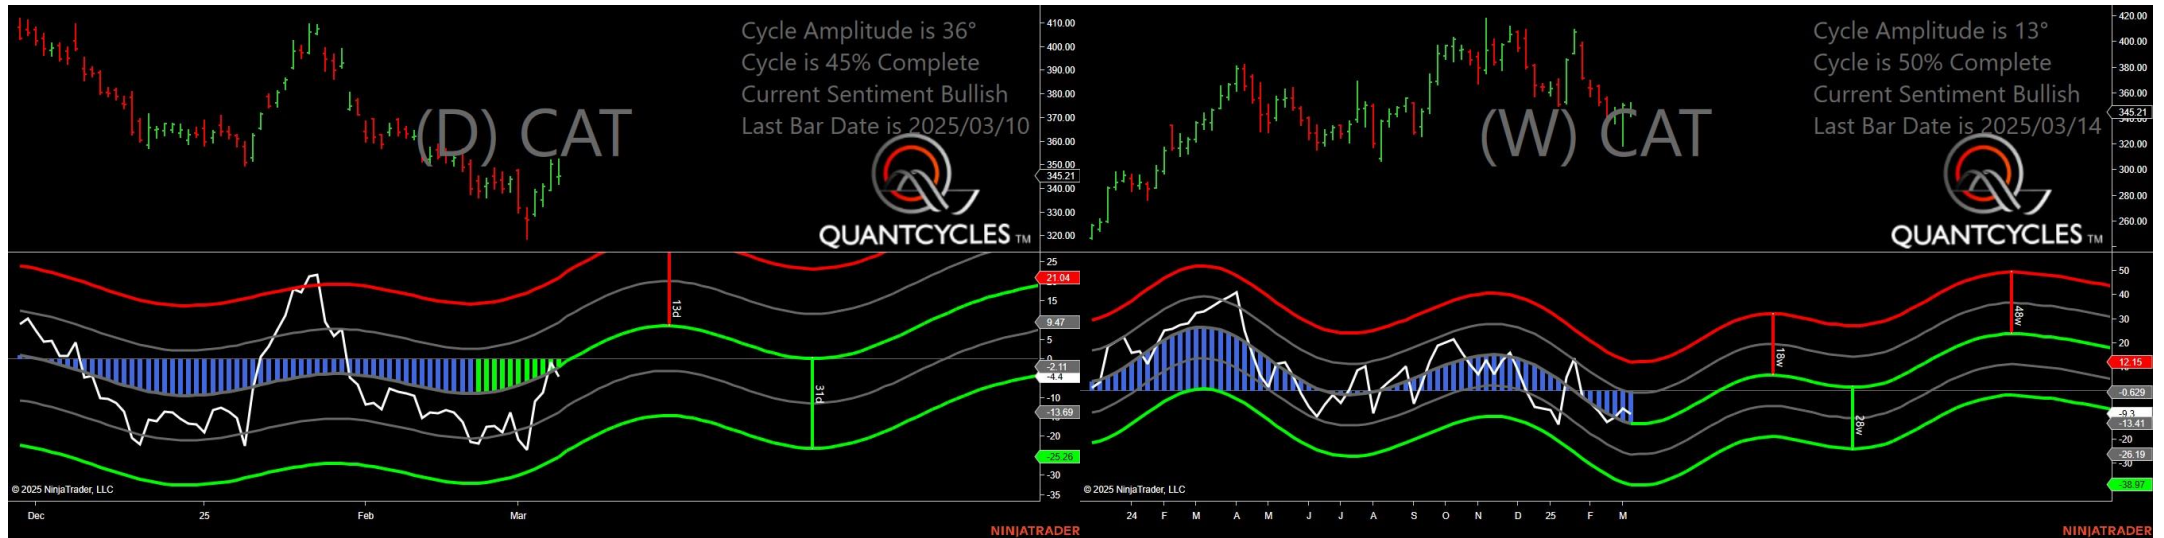 Cycle Amplitude is 36°
Cycle is 45% Complete
Current Sentiment Bullish
Last Bar Date is 2025/03/10
(D) CAT
QUANTCYCLES TM
410.00
400.00
390.00
380.00
370.00
360.00
350.00
345.21
340.00
330.00
320.00
25
21.04
15
9.47
5
0
-2.11
-4.4
-10
-13.69
-20
-25.26
-30
-35
13d
31d
© 2025 NinjaTrader, LLC
Dec
25
Feb
Mar
NINJATRADER
Cycle Amplitude is 13°
Cycle is 50% Complete
Current Sentiment Bullish
Last Bar Date is 2025/03/14
(W) CAT
QUANTCYCLES TM
420.00
400.00
380.00
360.00
345.21
340.00
320.00
300.00
280.00
260.00
50
40
30
20
12.15
-0.629
-9.3
-13.41
-20
-26.19
-30
-38.97
18w
28w
48w
© 2025 NinjaTrader, LLC
24
F
M
A
M
J
J
A
S
O
N
D
25
F
M
NINJATRADER